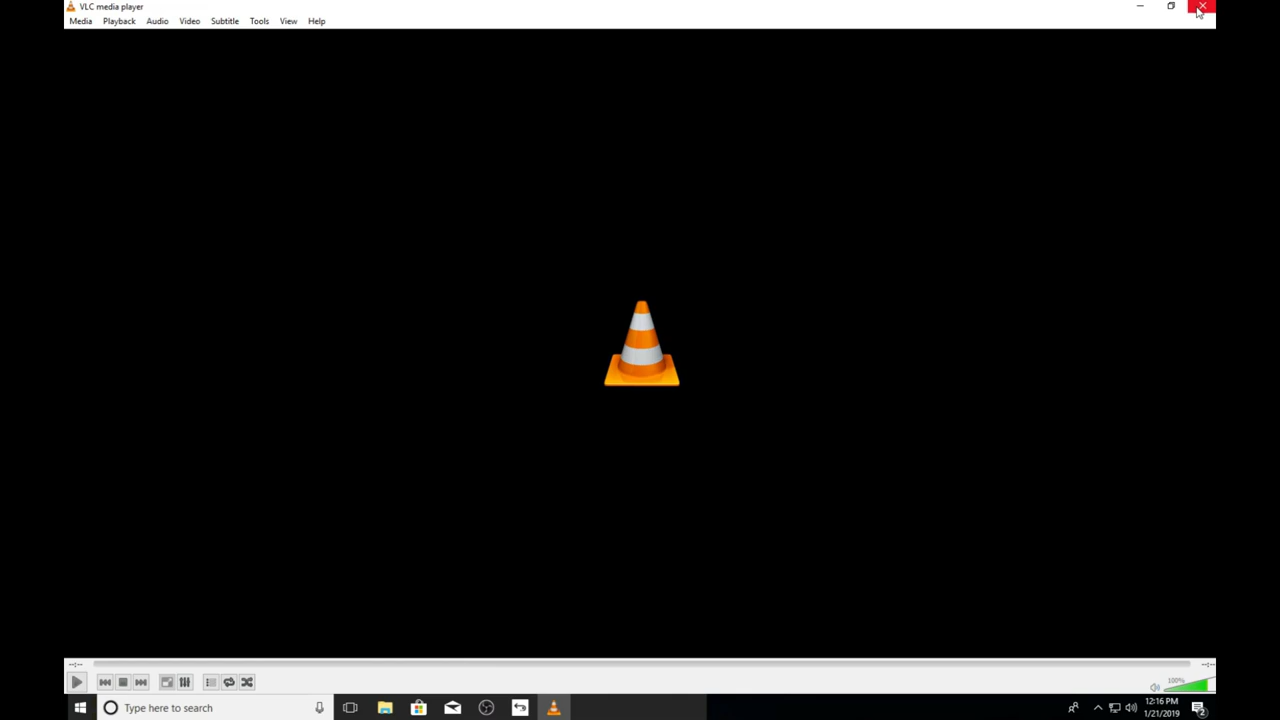 VLC media player
Media Playback Audio Video Subtitle Tools View Help
--:-- --:--
100%
Type here to search
12:16 PM
1/21/2019
2